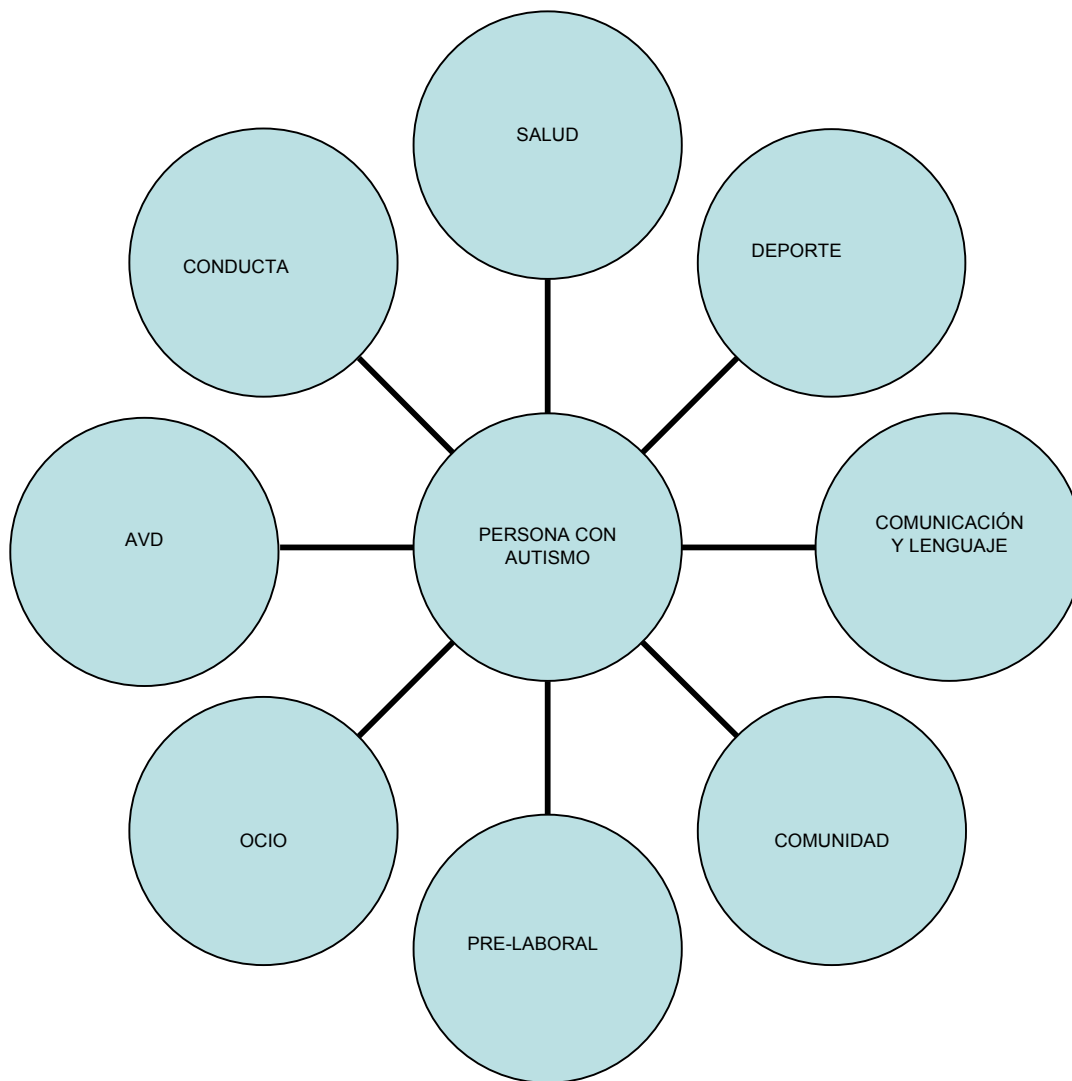 SALUD
CONDUCTA
DEPORTE
AVD
PERSONA CON
AUTISMO
COMUNICACIÓN
Y LENGUAJE
OCIO
COMUNIDAD
PRE-LABORAL